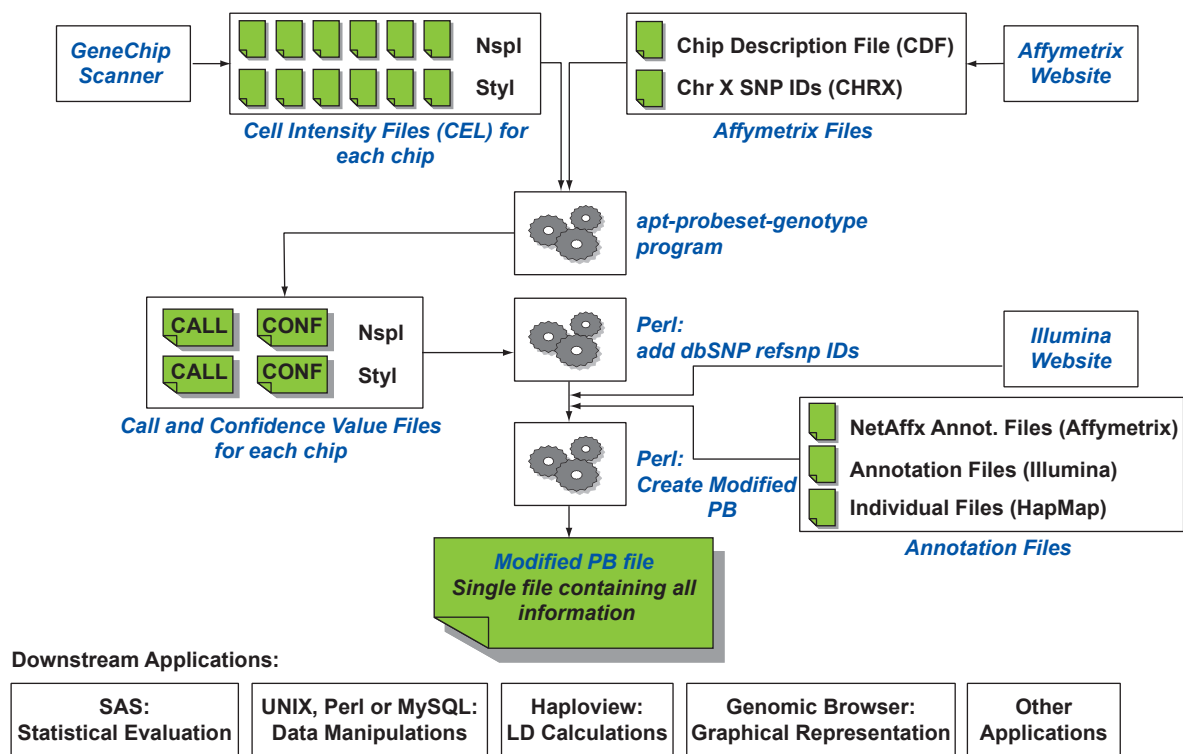 GeneChip
Scanner
NspI
StyI
Cell Intensity Files (CEL) for
each chip
Chip Description File (CDF)
Chr X SNP IDs (CHRX)
Affymetrix Files
Affymetrix
Website
apt-probeset-genotype
program
CALL
CONF
NspI
CALL
CONF
StyI
Call and Confidence Value Files
for each chip
Perl:
add dbSNP refsnp IDs
Illumina
Website
Perl:
Create Modified
PB
NetAffx Annot. Files (Affymetrix)
Annotation Files (Illumina)
Individual Files (HapMap)
Annotation Files
Modified PB file
Single file containing all
information
Downstream Applications:
SAS:
Statistical Evaluation
UNIX, Perl or MySQL:
Data Manipulations
Haploview:
LD Calculations
Genomic Browser:
Graphical Representation
Other
Applications